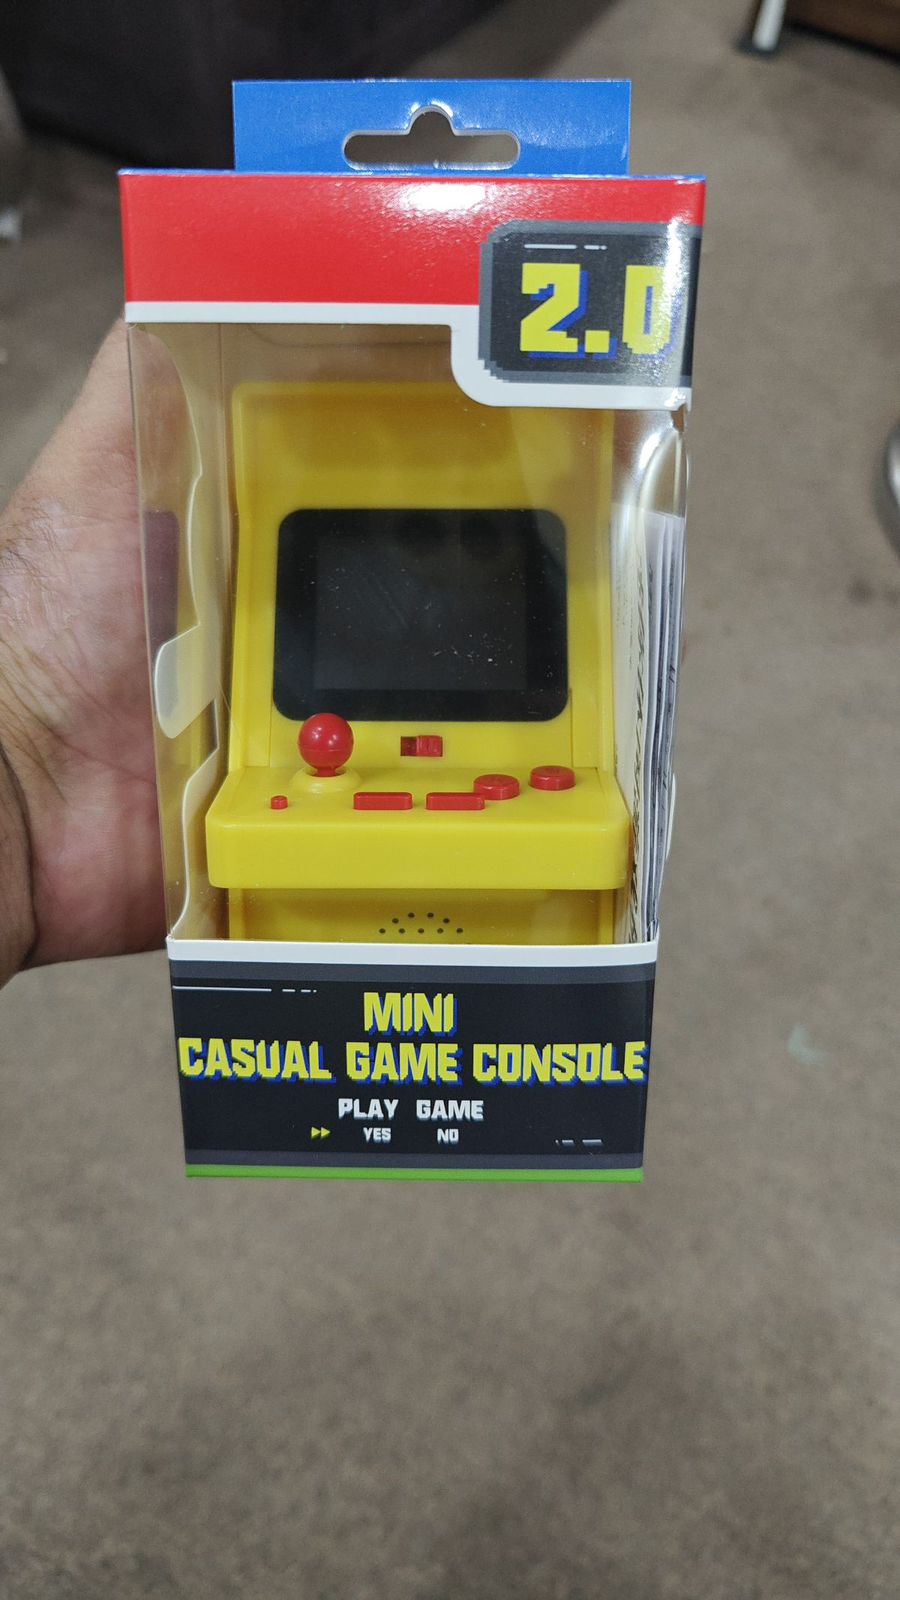 2.0
MINI
CASUAL GAME CONSOLE
PLAY GAME
YES NO